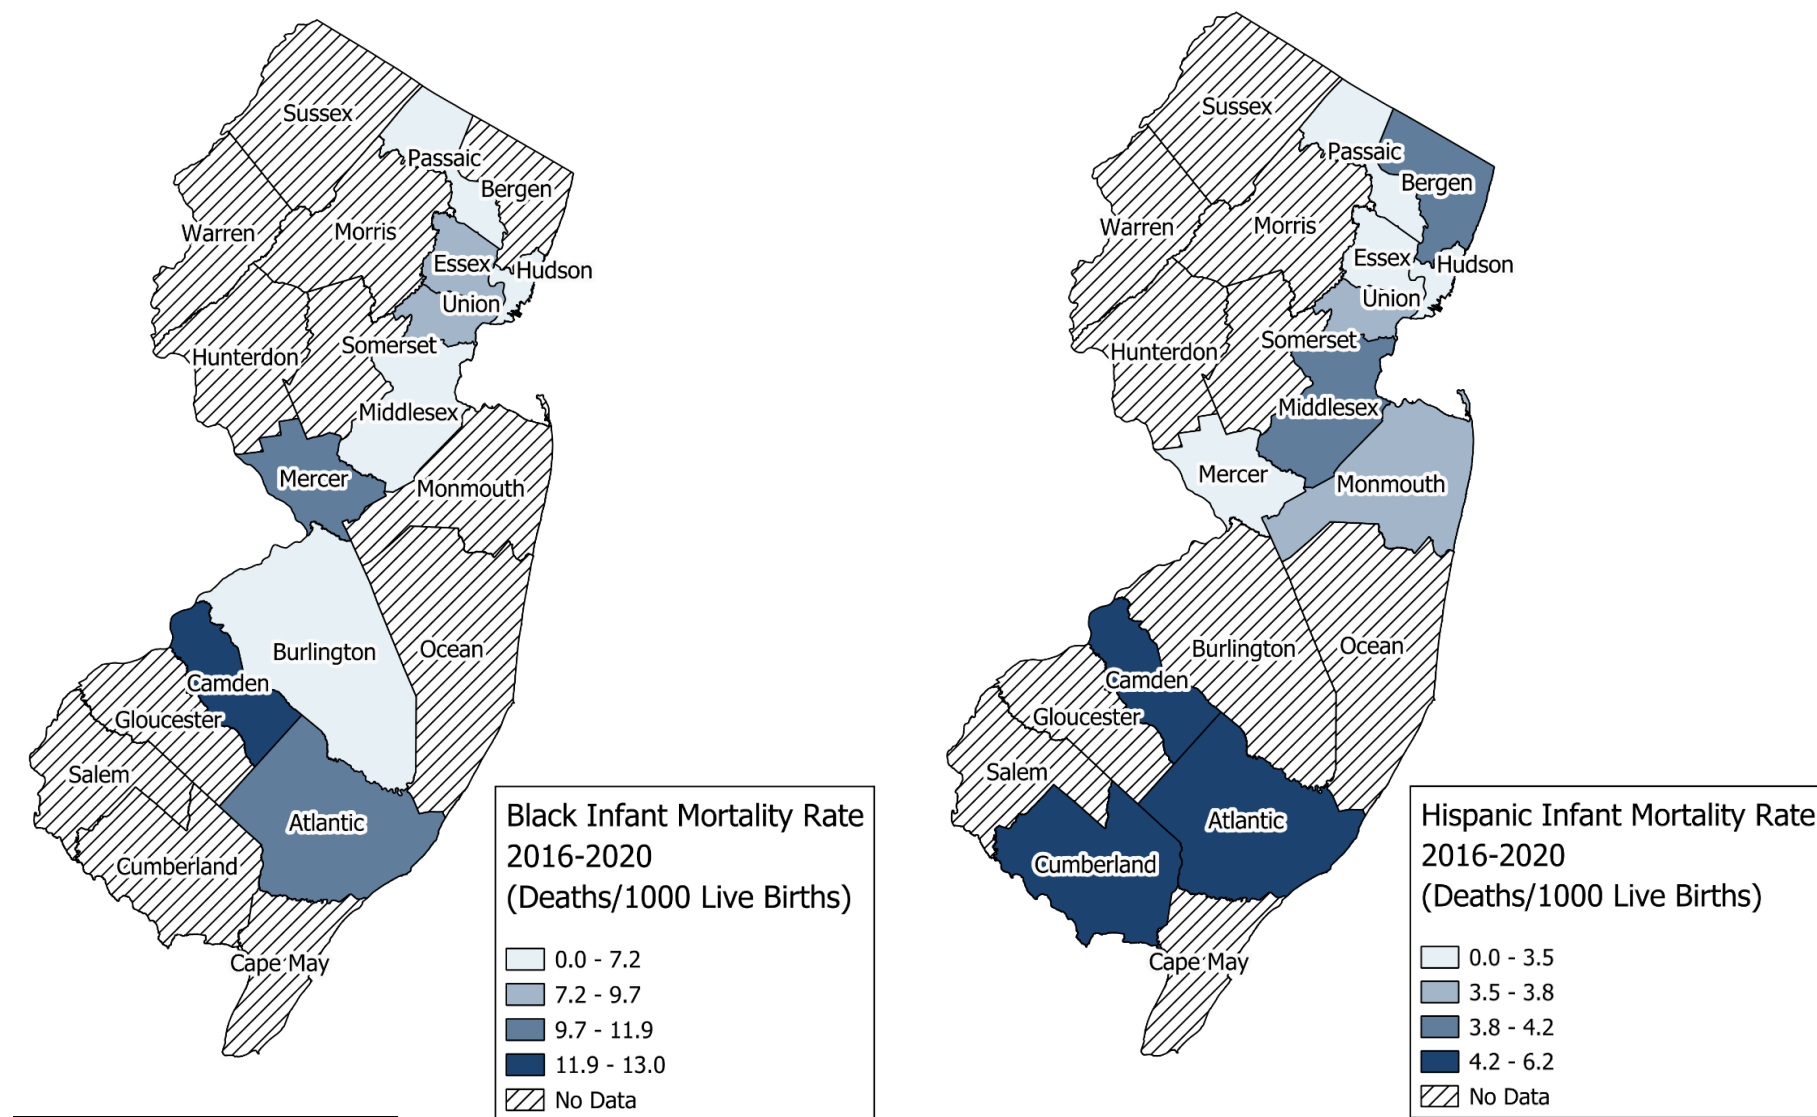 Sussex
Passaic
Bergen
Warren
Morris
Essex
Hudson
Union
Somerset
Hunterdon
Middlesex
Mercer
Monmouth
Burlington
Ocean
Camden
Gloucester
Salem
Atlantic
Cumberland
Cape May
Black Infant Mortality Rate
2016-2020
(Deaths/1000 Live Births)
0.0 - 7.2
7.2 - 9.7
9.7 - 11.9
11.9 - 13.0
No Data
Sussex
Passaic
Bergen
Warren
Morris
Essex
Hudson
Union
Somerset
Hunterdon
Middlesex
Mercer
Monmouth
Burlington
Ocean
Camden
Gloucester
Salem
Atlantic
Cumberland
Cape May
Hispanic Infant Mortality Rate
2016-2020
(Deaths/1000 Live Births)
0.0 - 3.5
3.5 - 3.8
3.8 - 4.2
4.2 - 6.2
No Data